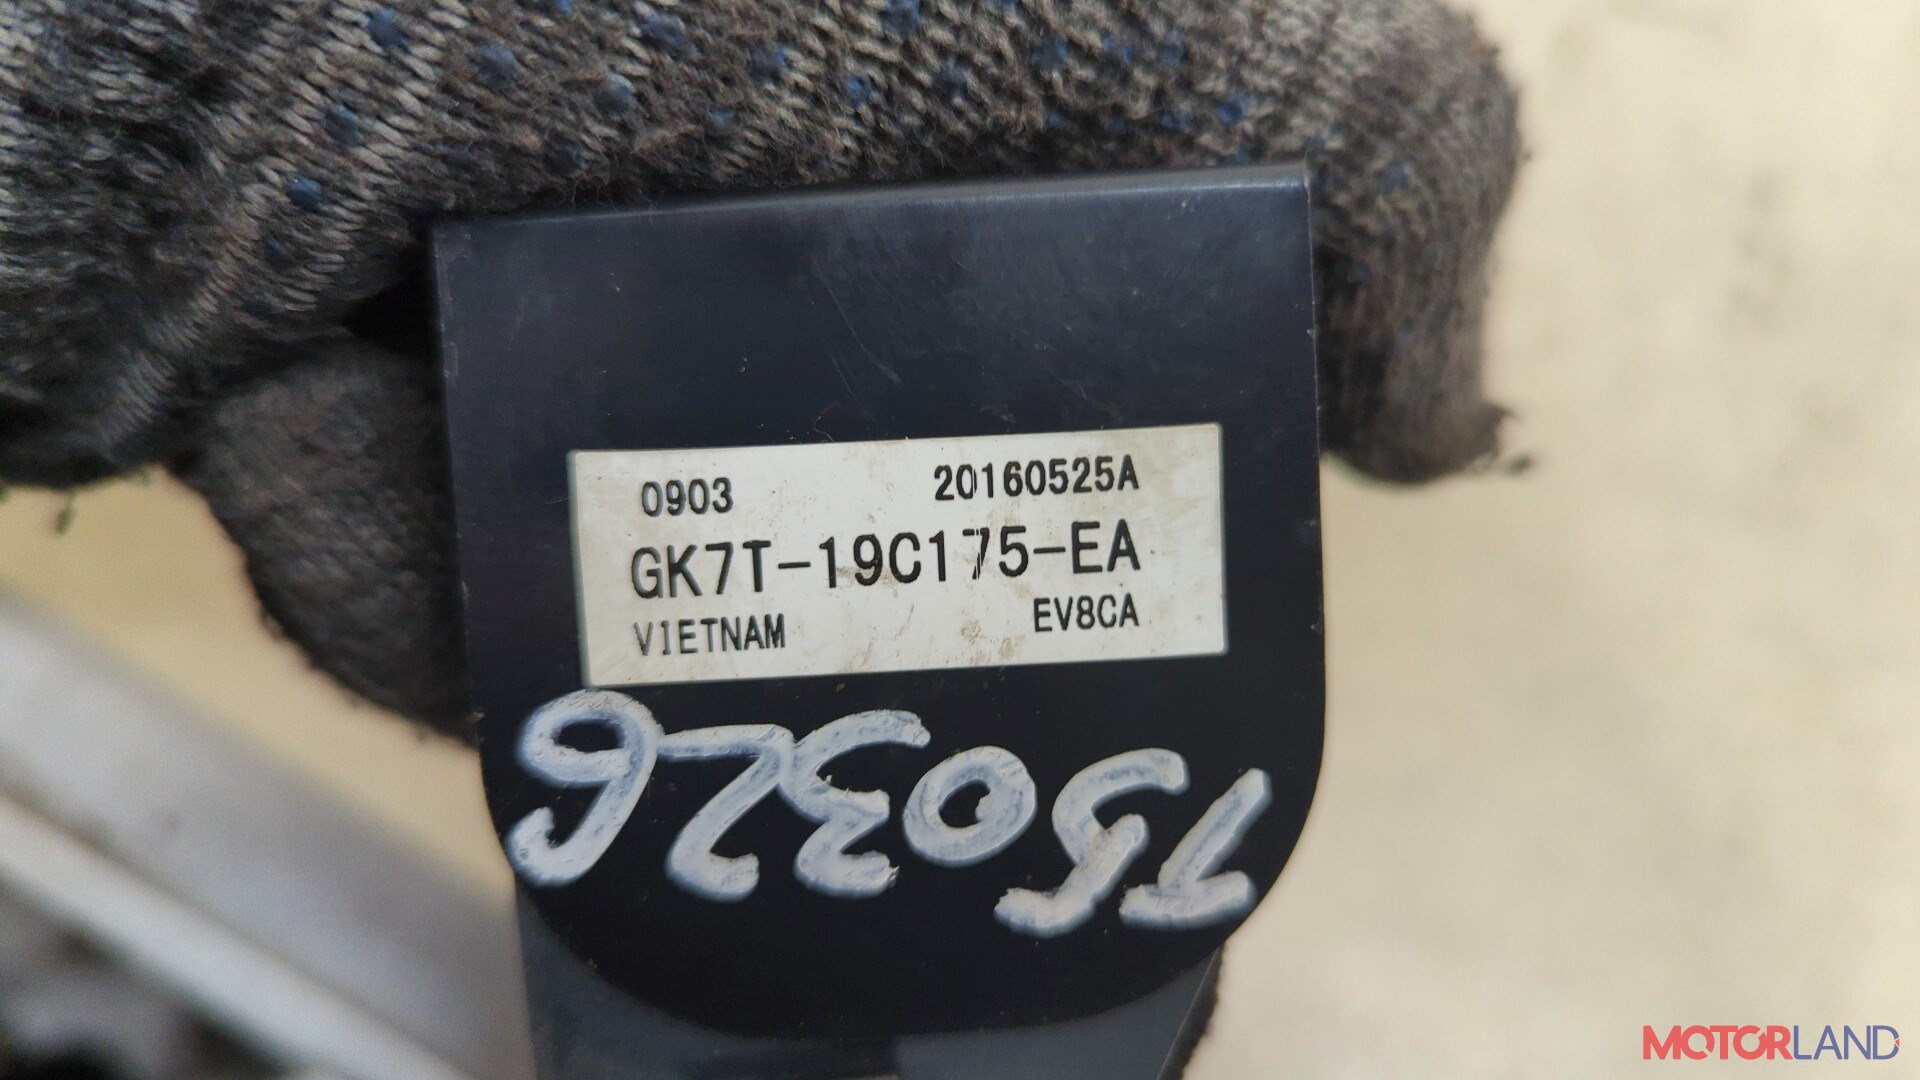 0903 20160525A
GK7T-19C175-EA
VIETNAM EV8CA
150326
MOTORLAND